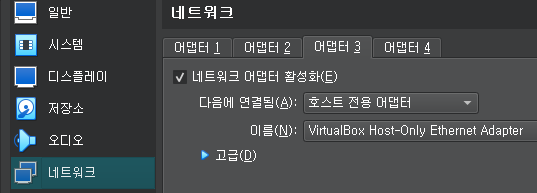 일반
시스템
디스플레이
저장소
오디오
네트워크
네트워크
어댑터 1 어댑터 2 어댑터 3 어댑터 4
네트워크 어댑터 활성화(E)
다음에 연결됨(A): 호스트 전용 어댑터
이름(N): VirtualBox Host-Only Ethernet Adapter
고급(D)